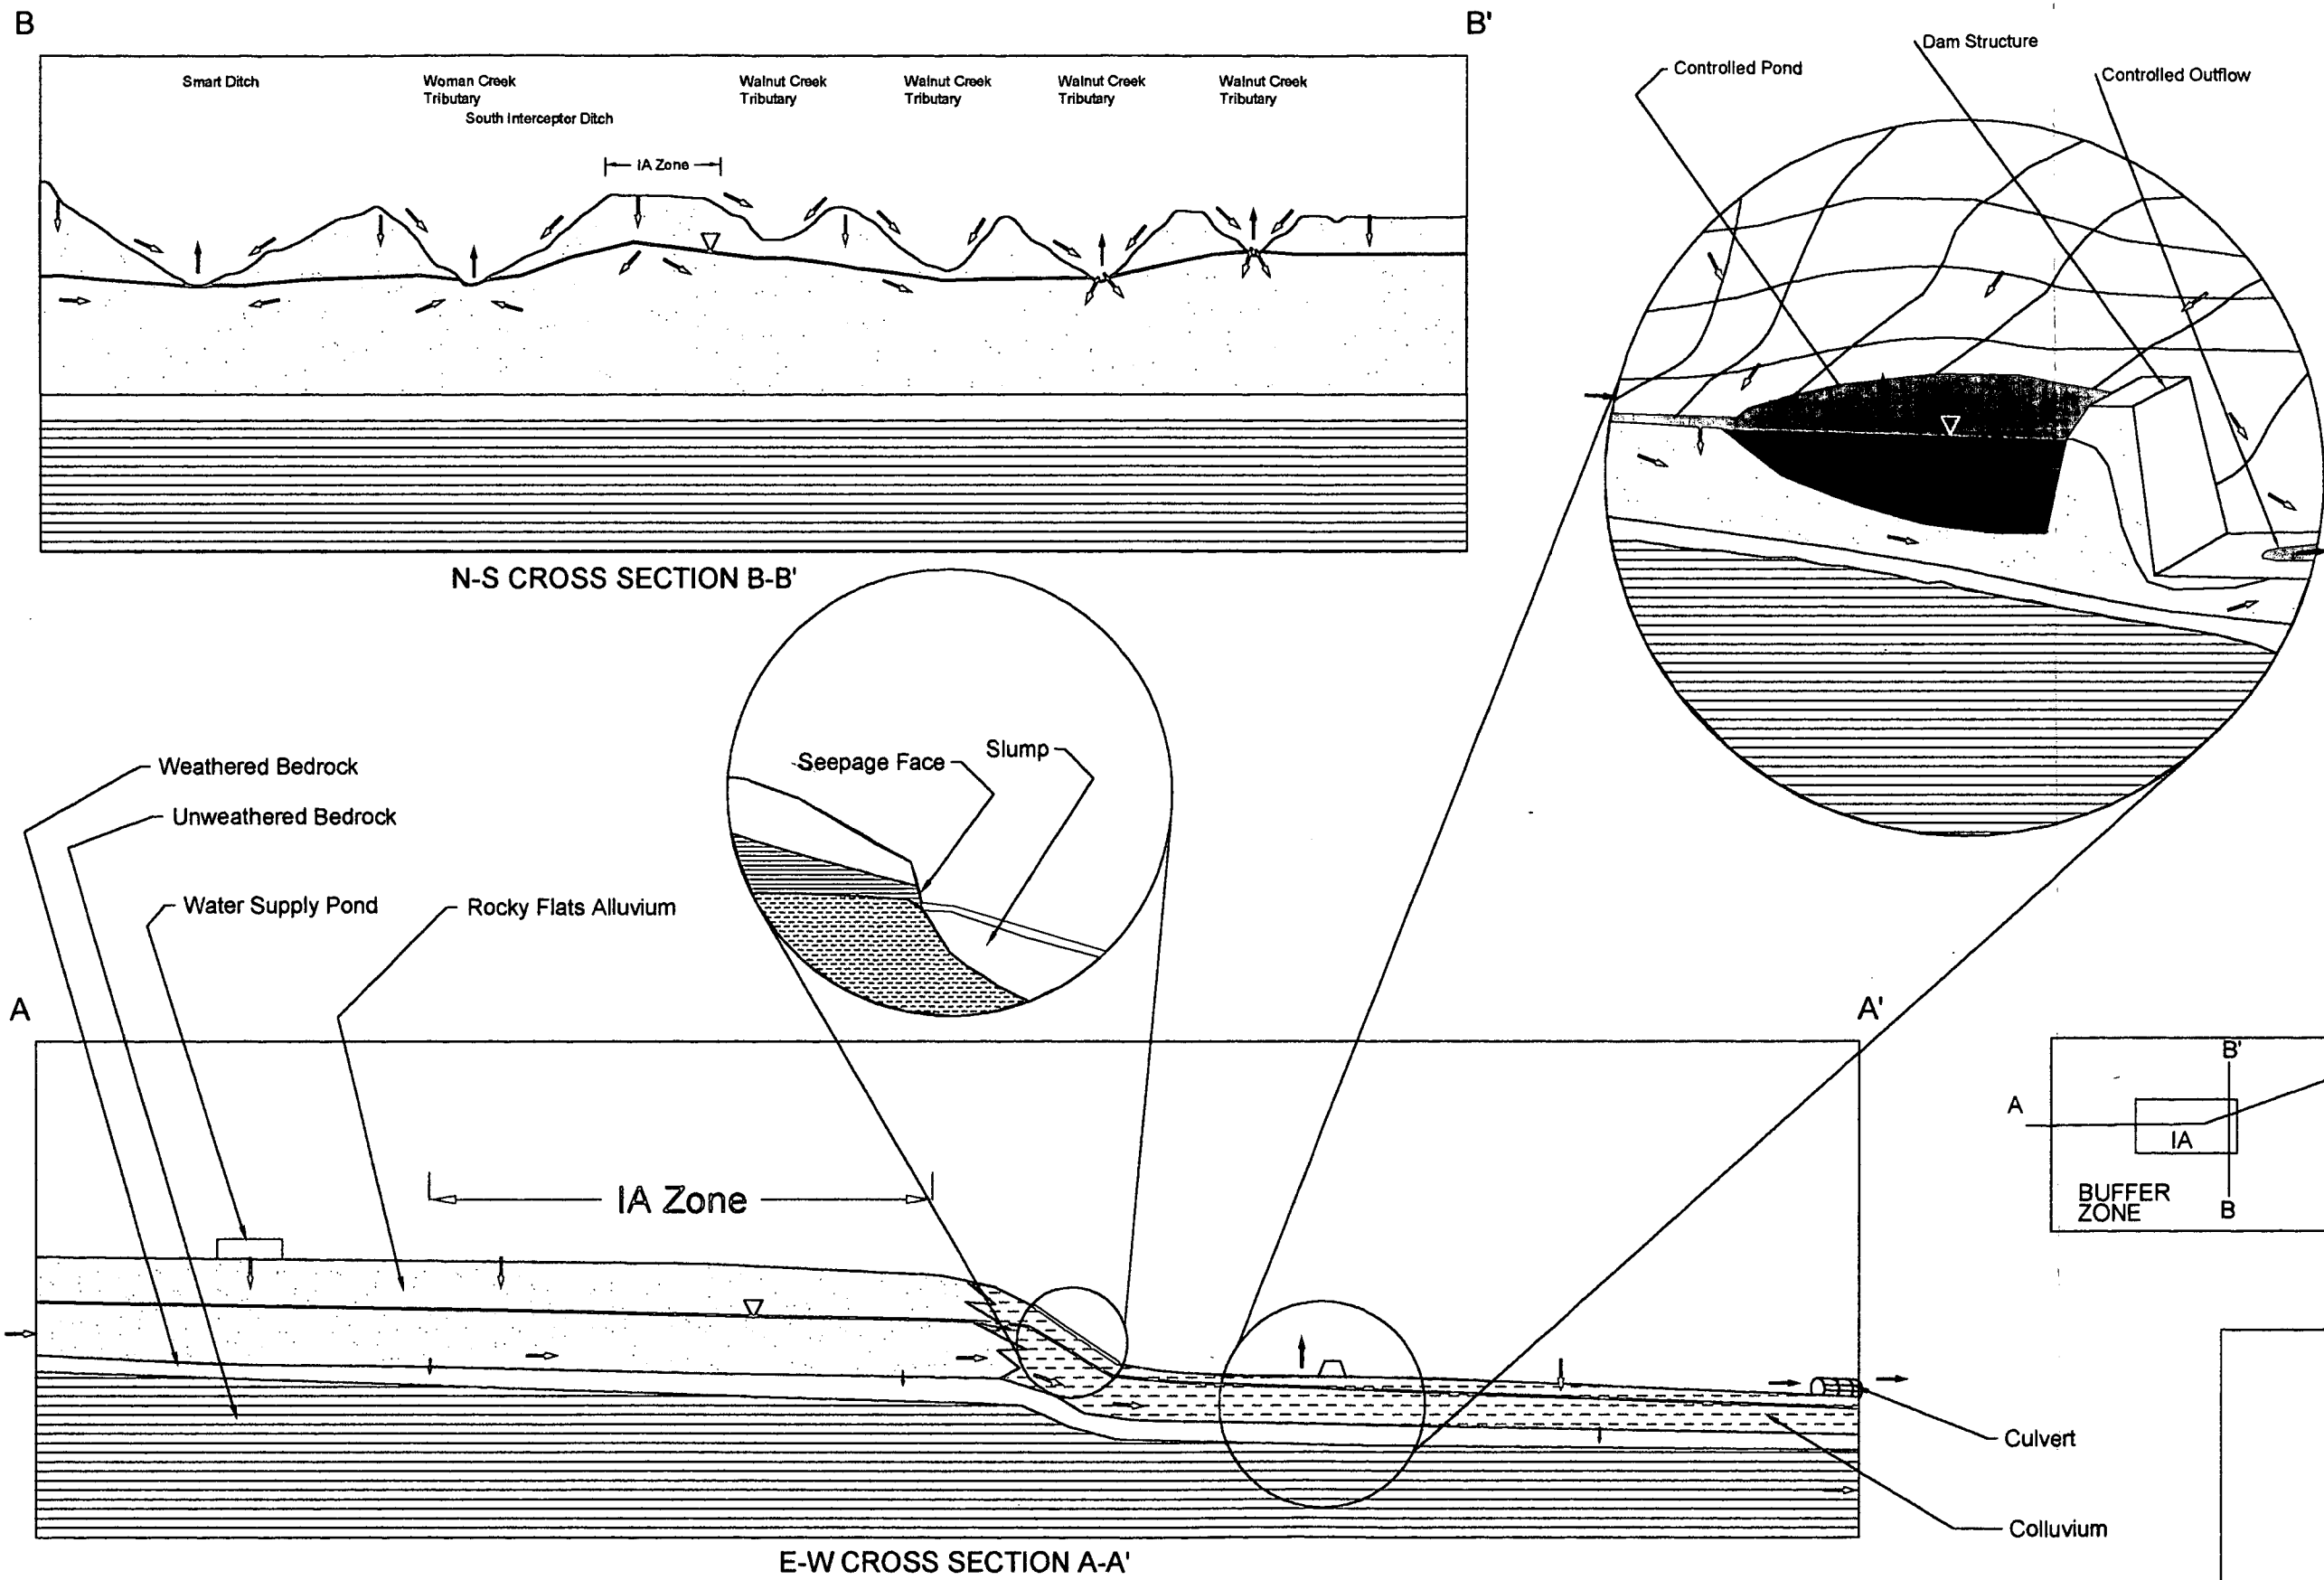 B
B'
Smart Ditch
Woman Creek
Tributary
South Interceptor Ditch
Walnut Creek
Tributary
Walnut Creek
Tributary
Walnut Creek
Tributary
Walnut Creek
Tributary
IA Zone
N-S CROSS SECTION B-B'
Controlled Pond
Dam Structure
Controlled Outflow
Seepage Face
Slump
Weathered Bedrock
Unweathered Bedrock
Water Supply Pond
Rocky Flats Alluvium
A
A'
IA Zone
Culvert
Colluvium
E-W CROSS SECTION A-A'
B'
A
IA
BUFFER
ZONE
B